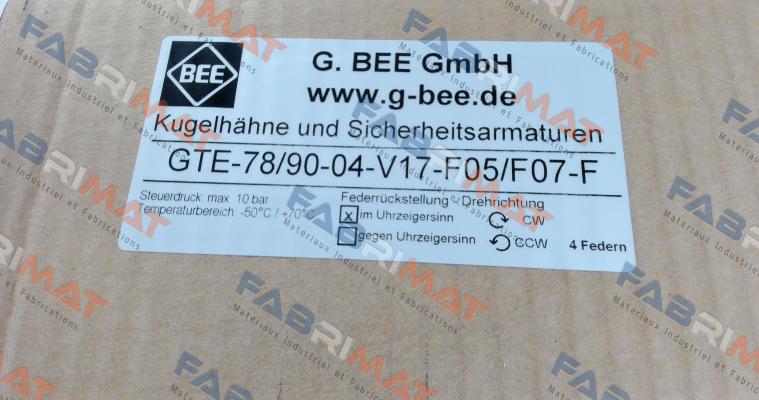 BEE
G. BEE GmbH
www.g-bee.de
Kugelhähne und Sicherheitsarmaturen
GTE-78/90-04-V17-F05/F07-F
Steuerdruck max 10 bar
Temperaturbereich -50°C / +70°C
Federrückstellung - Drehrichtung
x im Uhrzeigersinn CW
gegen Uhrzeigersinn CCW
4 Federn
FABRIMAT
Materiaux Industriel et Fabrications